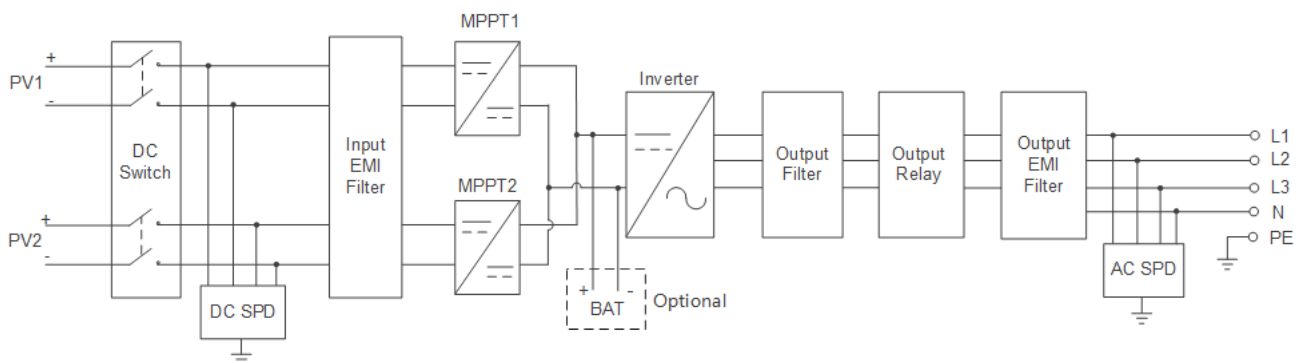 MPPT1
PV1
+
-
DC
Switch
Input
EMI
Filter
Inverter
Output
Filter
Output
Relay
Output
EMI
Filter
L1
L2
L3
N
PE
MPPT2
PV2
+
-
DC SPD
+ -
BAT
Optional
AC SPD